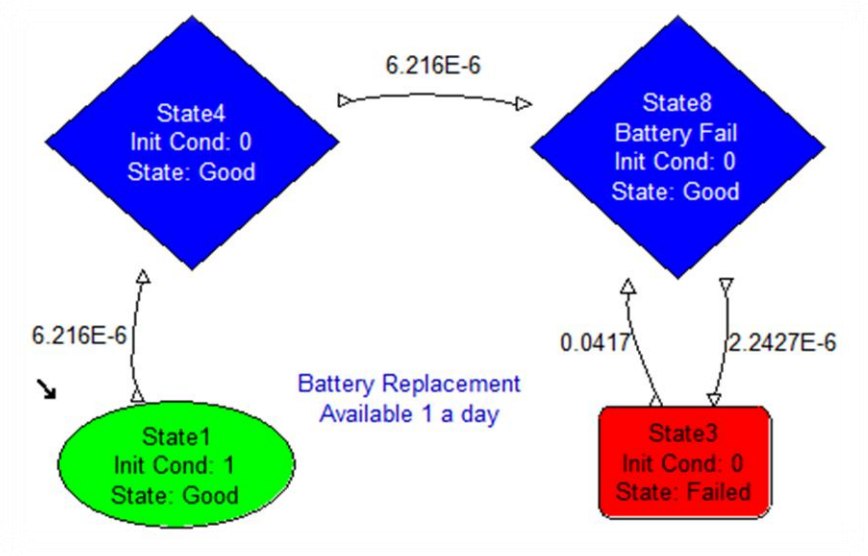 6.216E-6
State4
Init Cond: 0
State: Good
State8
Battery Fail
Init Cond: 0
State: Good
6.216E-6
0.0417
2.2427E-6
Battery Replacement
Available 1 a day
State1
Init Cond: 1
State: Good
State3
Init Cond: 0
State: Failed